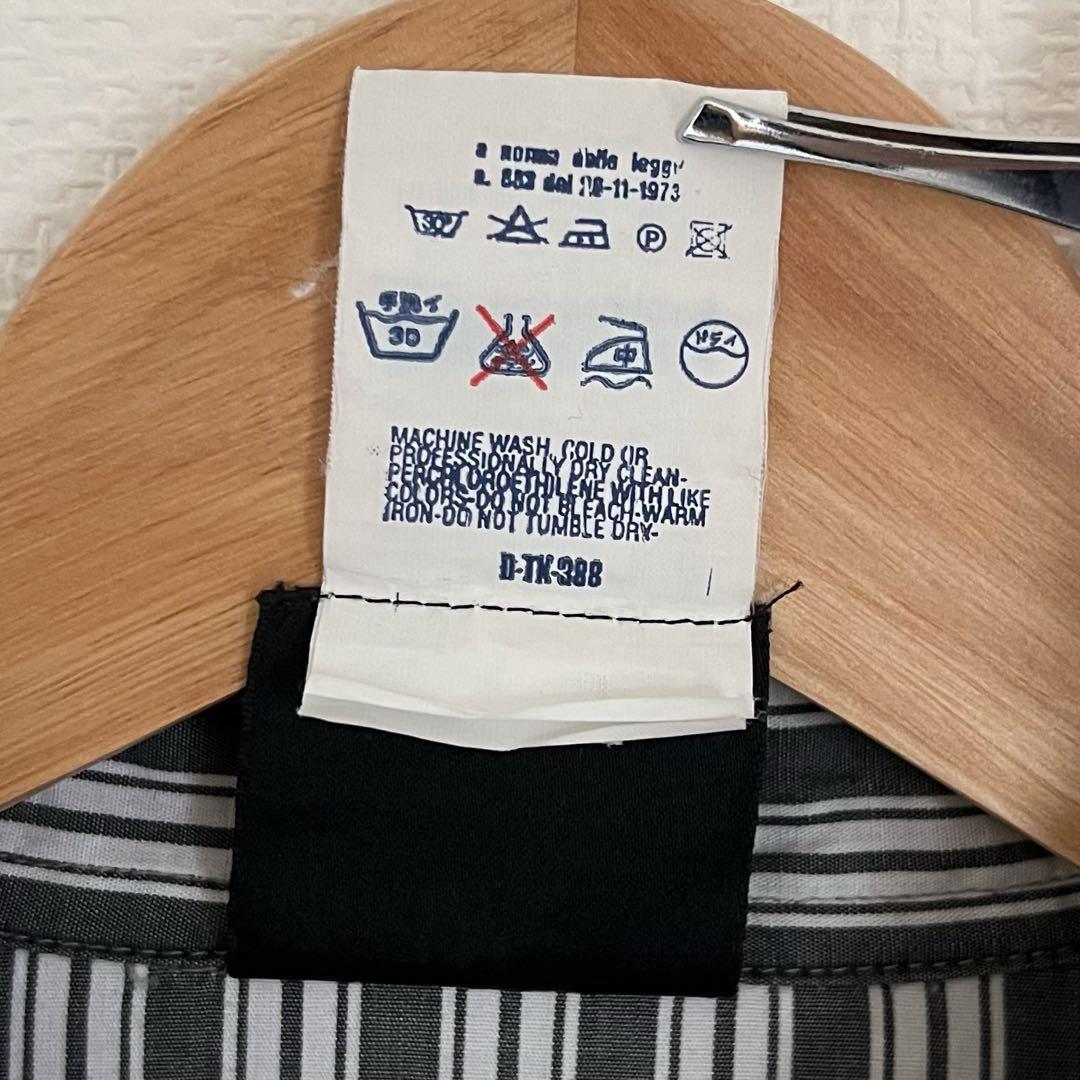 a norma della legge
n. 883 del 26-11-1973
30°
P
手洗イ
30
中
ドライ
MACHINE WASH, COLD OR
PROFESSIONALLY DRY CLEAN-
PERCHLOROETHILENE WITH LIKE
COLORS-DO NOT BLEACH-WARM
IRON-DO NOT TUMBLE DRY-
D-TK-388